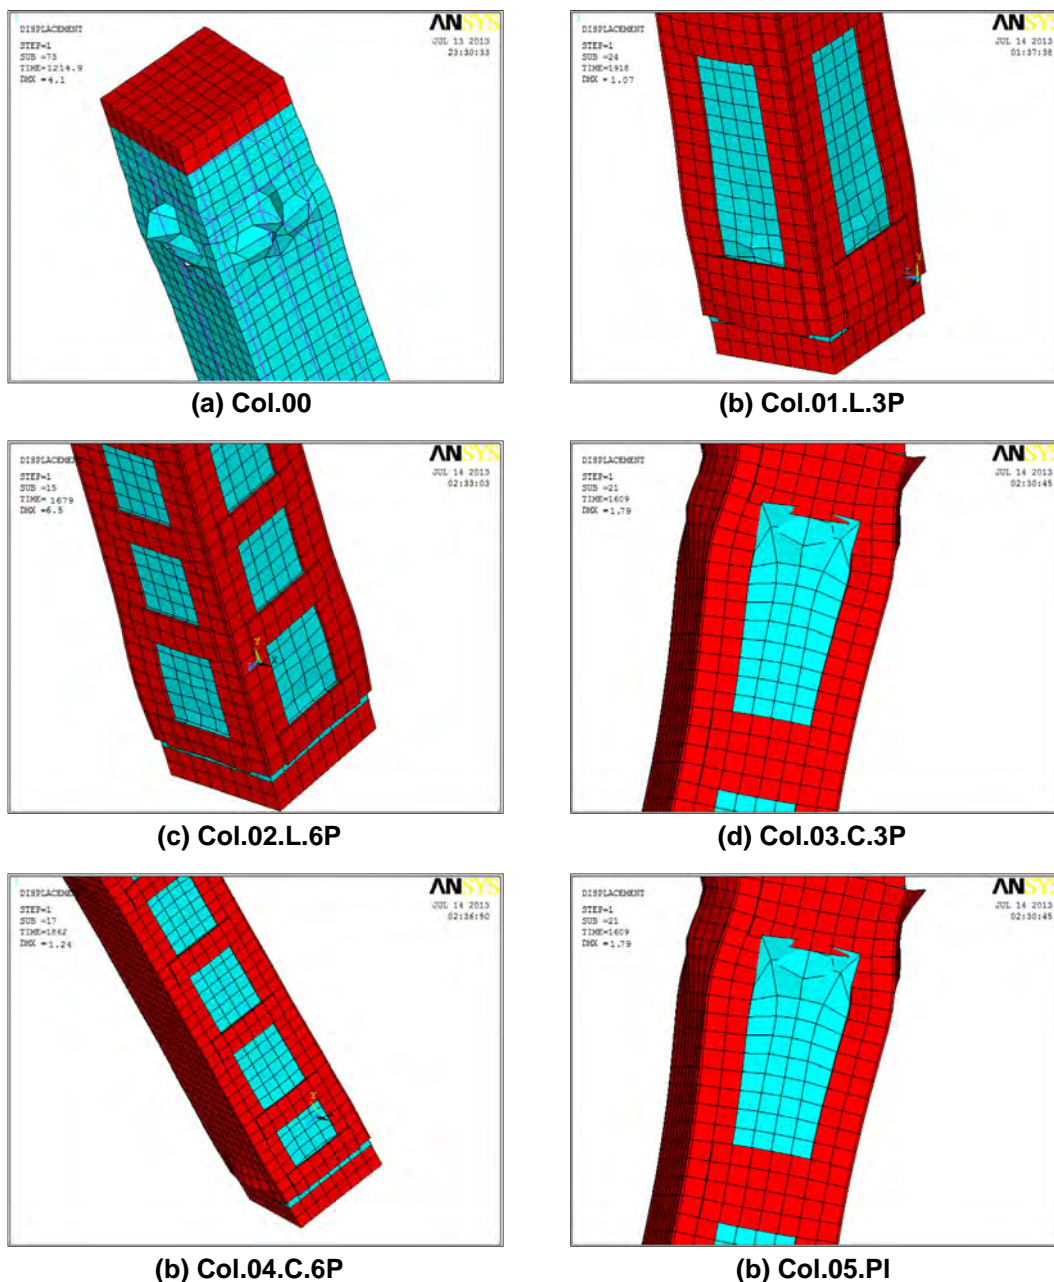 DISPLACEMENT
STEP=1
SUB =73
TIME=1214.9
DMX =4.1
ANSYS
JUL 13 2013
23:30:33
(a) Col.00
DISPLACEMENT
STEP=1
SUB =24
TIME=1918
DMX =1.07
ANSYS
JUL 14 2013
01:37:38
(b) Col.01.L.3P
DISPLACEMENT
STEP=1
SUB =15
TIME= 1679
DMX =6.5
ANSYS
JUL 14 2013
02:33:03
Y
X
(c) Col.02.L.6P
DISPLACEMENT
STEP=1
SUB =21
TIME=1609
DMX =1.79
ANSYS
JUL 14 2013
02:30:45
(d) Col.03.C.3P
DISPLACEMENT
STEP=1
SUB =17
TIME=1862
DMX =1.24
ANSYS
JUL 14 2013
02:36:50
Y
(b) Col.04.C.6P
DISPLACEMENT
STEP=1
SUB =21
TIME=1609
DMX =1.79
ANSYS
JUL 14 2013
02:30:45
(b) Col.05.Pl